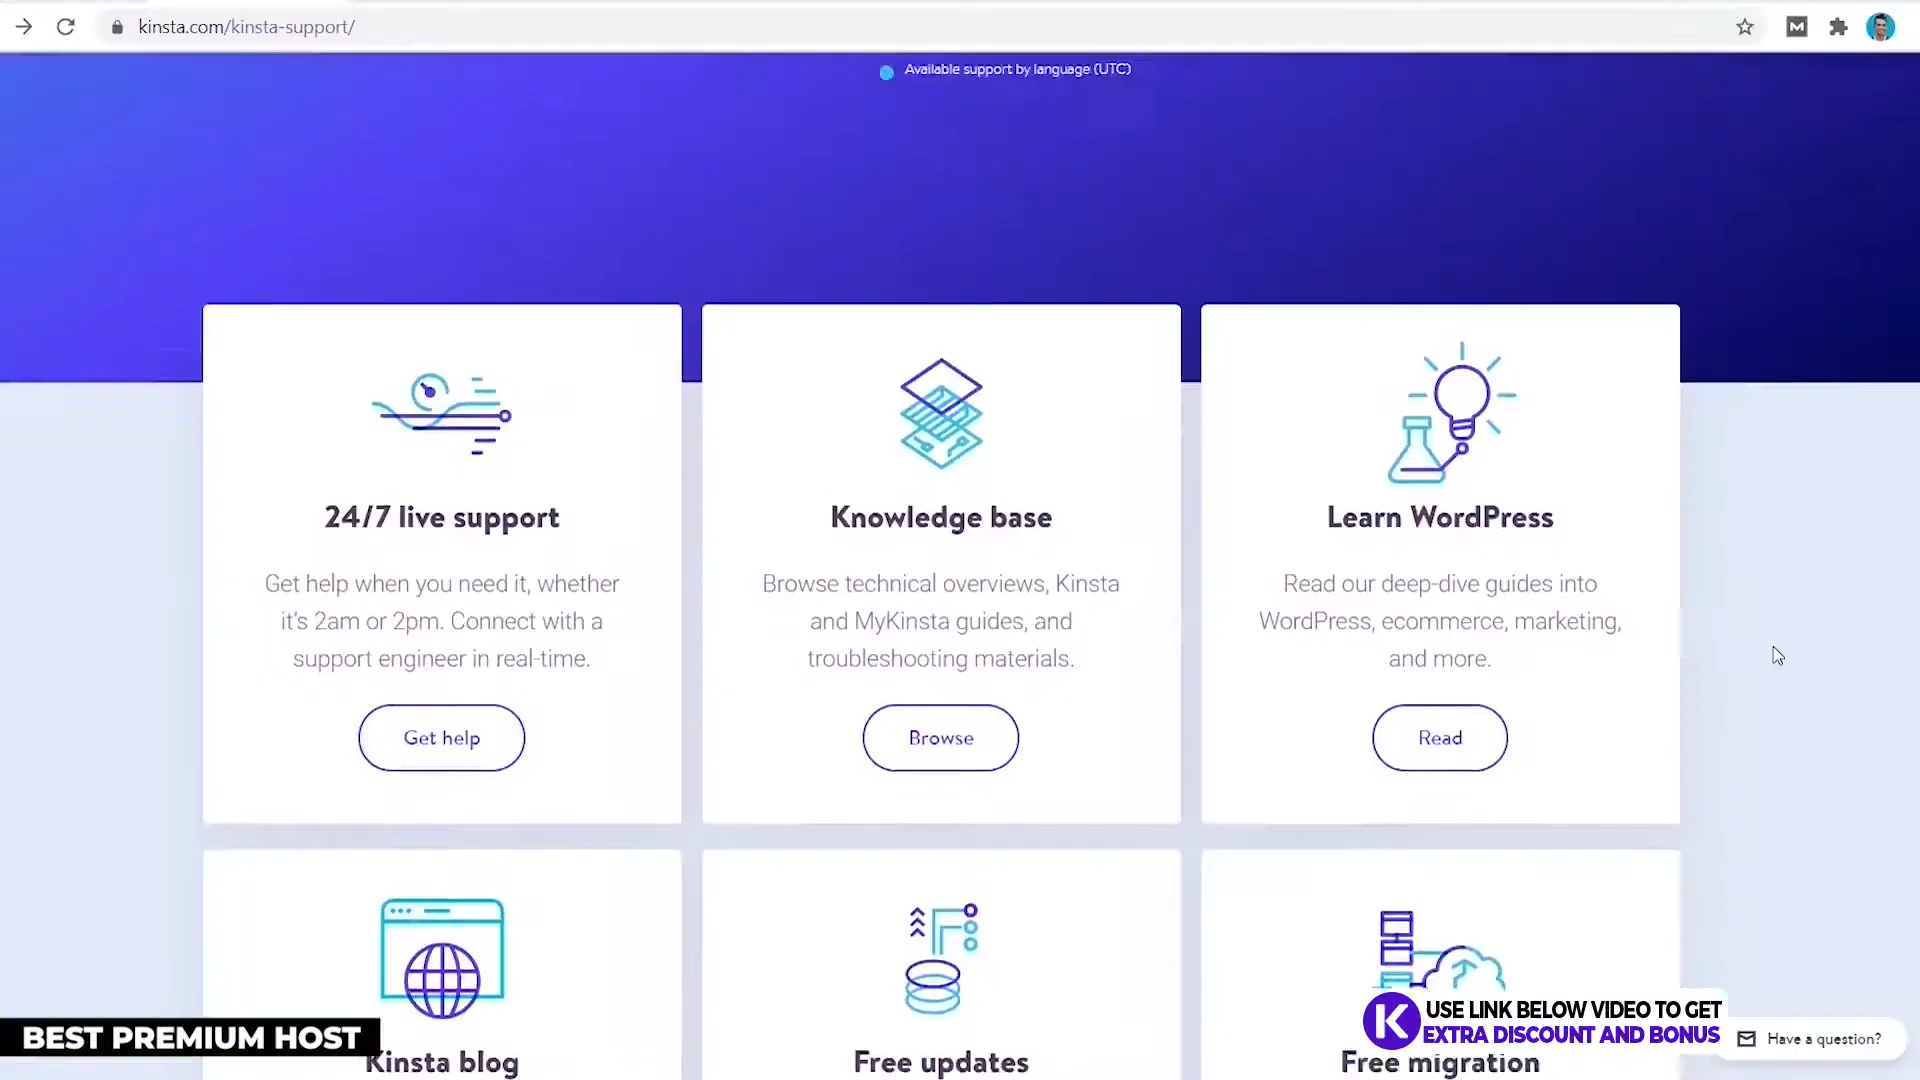 kinsta.com/kinsta-support/
Available support by language (UTC)
24/7 live support
Get help when you need it, whether
it's 2am or 2pm. Connect with a
support engineer in real-time.
Get help
Knowledge base
Browse technical overviews, Kinsta
and MyKinsta guides, and
troubleshooting materials.
Browse
Learn WordPress
Read our deep-dive guides into
WordPress, ecommerce, marketing,
and more.
Read
Kinsta blog
Free updates
Free migration
BEST PREMIUM HOST
K
USE LINK BELOW VIDEO TO GET
EXTRA DISCOUNT AND BONUS
Have a question?
M